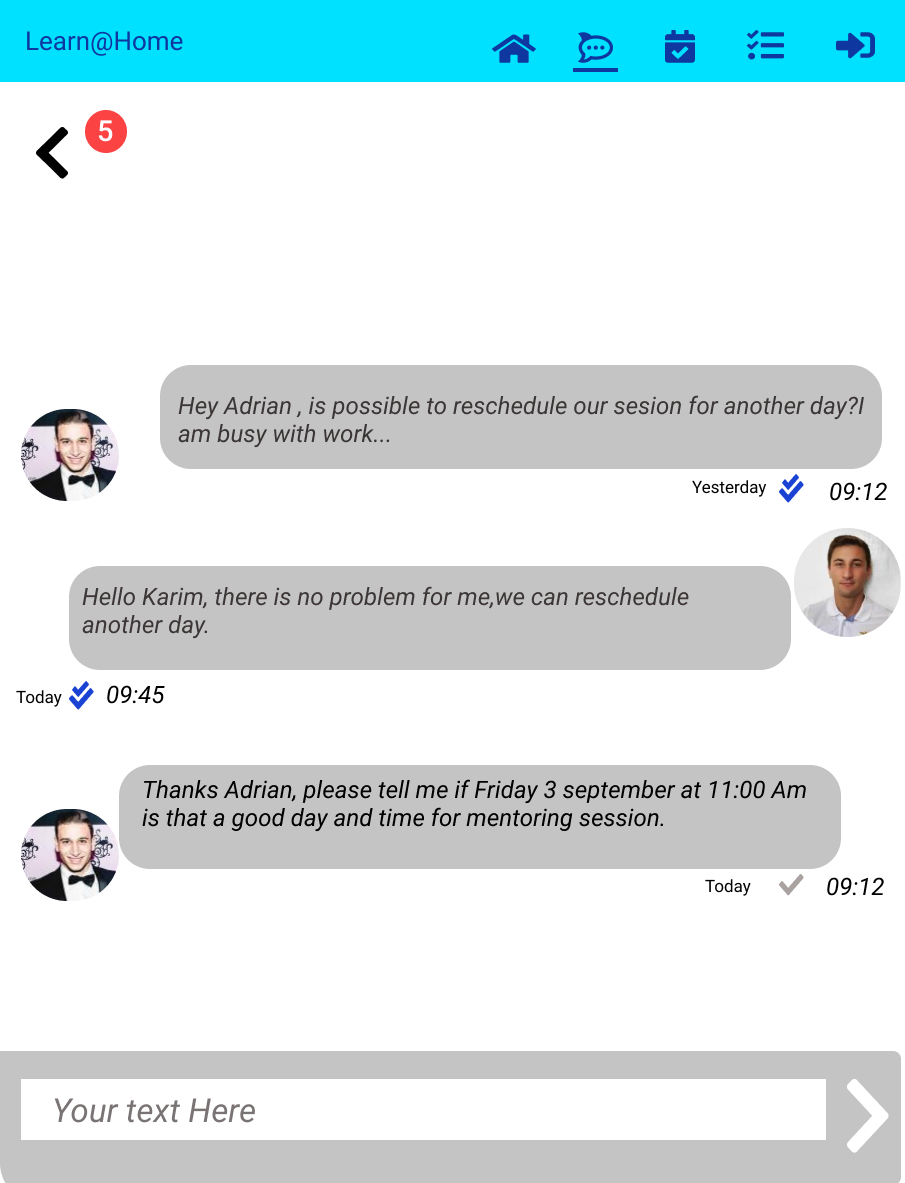 Learn@Home
5
Hey Adrian , is possible to reschedule our sesion for another day?I
am busy with work...
Yesterday 09:12
Hello Karim, there is no problem for me,we can reschedule
another day.
Today 09:45
Thanks Adrian, please tell me if Friday 3 september at 11:00 Am
is that a good day and time for mentoring session.
Today 09:12
Your text Here